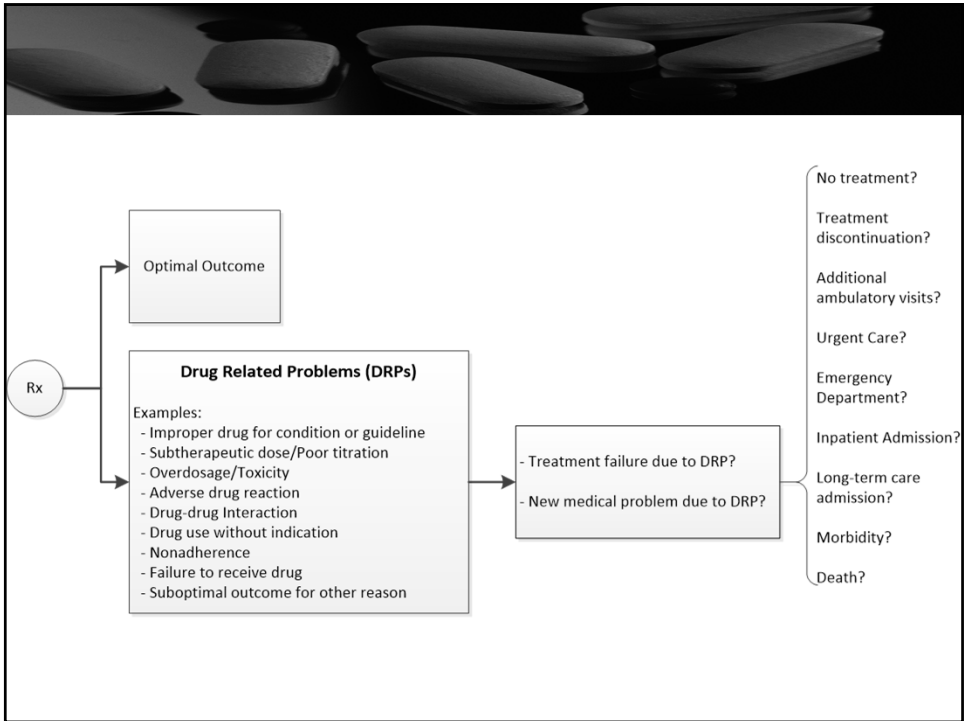 Rx
Optimal Outcome
Drug Related Problems (DRPs)
Examples:
- Improper drug for condition or guideline
- Subtherapeutic dose/Poor titration
- Overdosage/Toxicity
- Adverse drug reaction
- Drug-drug Interaction
- Drug use without indication
- Nonadherence
- Failure to receive drug
- Suboptimal outcome for other reason
- Treatment failure due to DRP?
- New medical problem due to DRP?
No treatment?
Treatment
discontinuation?
Additional
ambulatory visits?
Urgent Care?
Emergency
Department?
Inpatient Admission?
Long-term care
admission?
Morbidity?
Death?